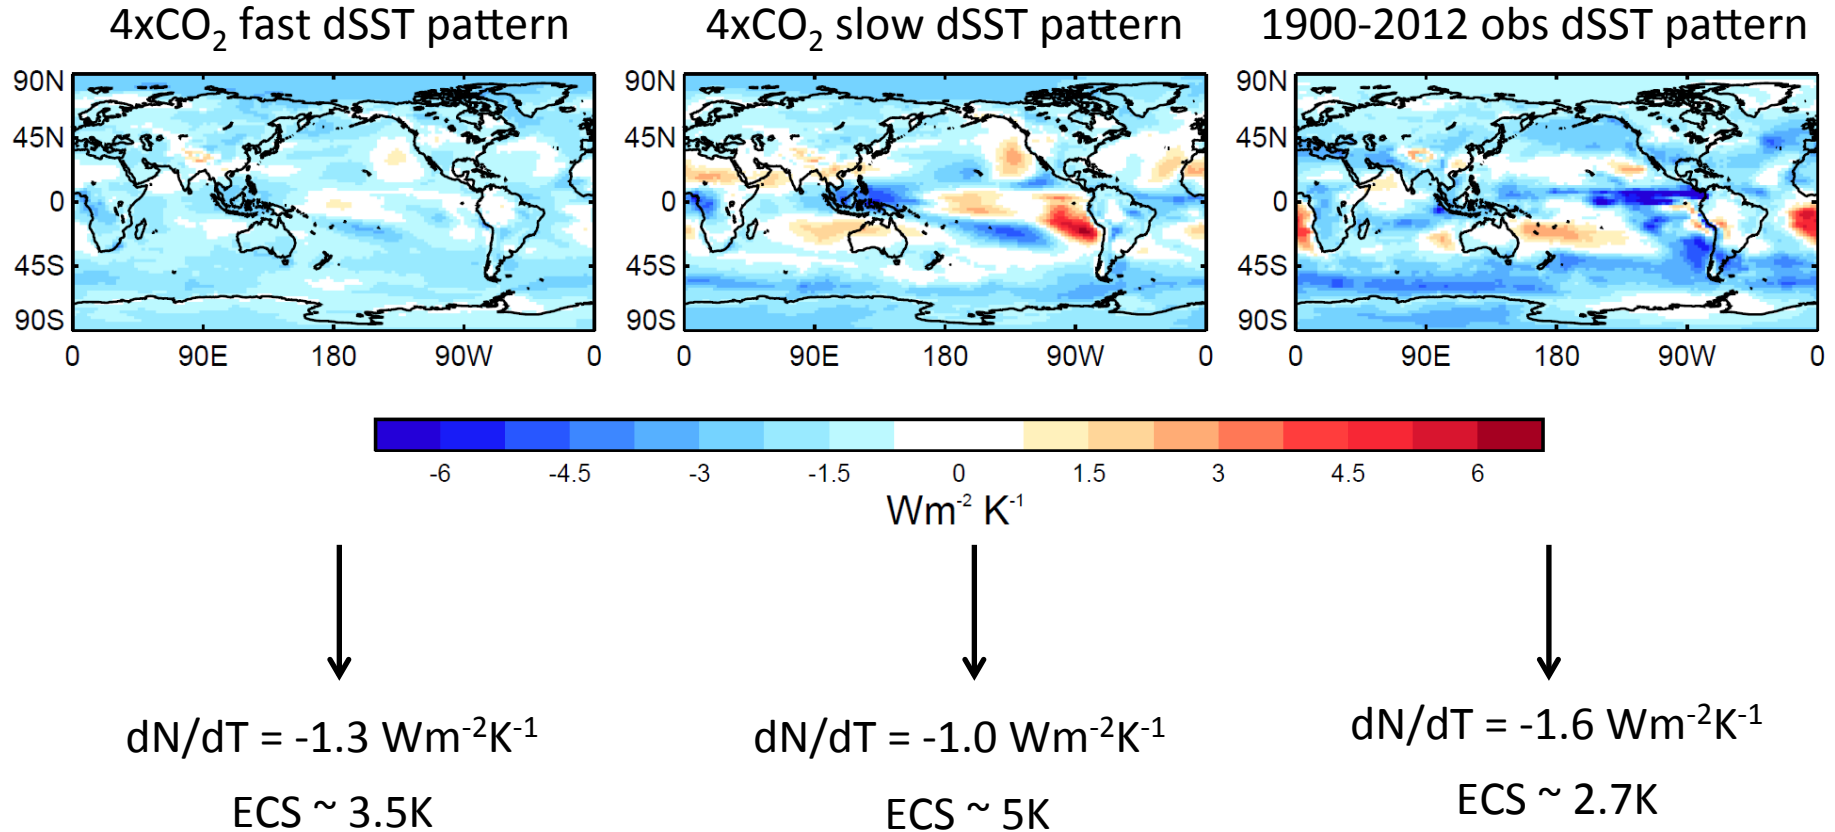 4xCO₂ fast dSST pattern
4xCO₂ slow dSST pattern
1900-2012 obs dSST pattern
90N
45N
0
45S
90S
0 90E 180 90W 0
90N
45N
0
45S
90S
0 90E 180 90W 0
90N
45N
0
45S
90S
0 90E 180 90W 0
-6 -4.5 -3 -1.5 0 1.5 3 4.5 6
Wm⁻² K⁻¹
dN/dT = -1.3 Wm⁻²K⁻¹
ECS ~ 3.5K
dN/dT = -1.0 Wm⁻²K⁻¹
ECS ~ 5K
dN/dT = -1.6 Wm⁻²K⁻¹
ECS ~ 2.7K